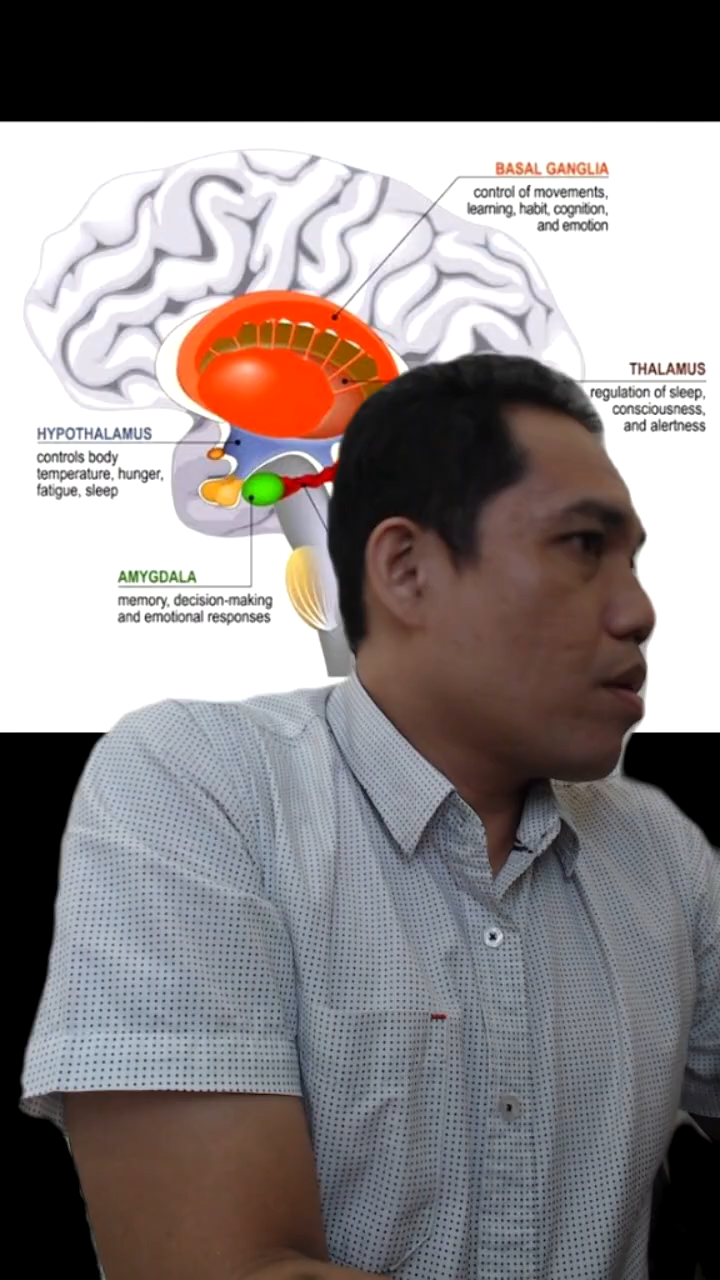 BASAL GANGLIA
control of movements,
learning, habit, cognition,
and emotion
THALAMUS
regulation of sleep,
consciousness,
and alertness
HYPOTHALAMUS
controls body
temperature, hunger,
fatigue, sleep
AMYGDALA
memory, decision-making
and emotional responses